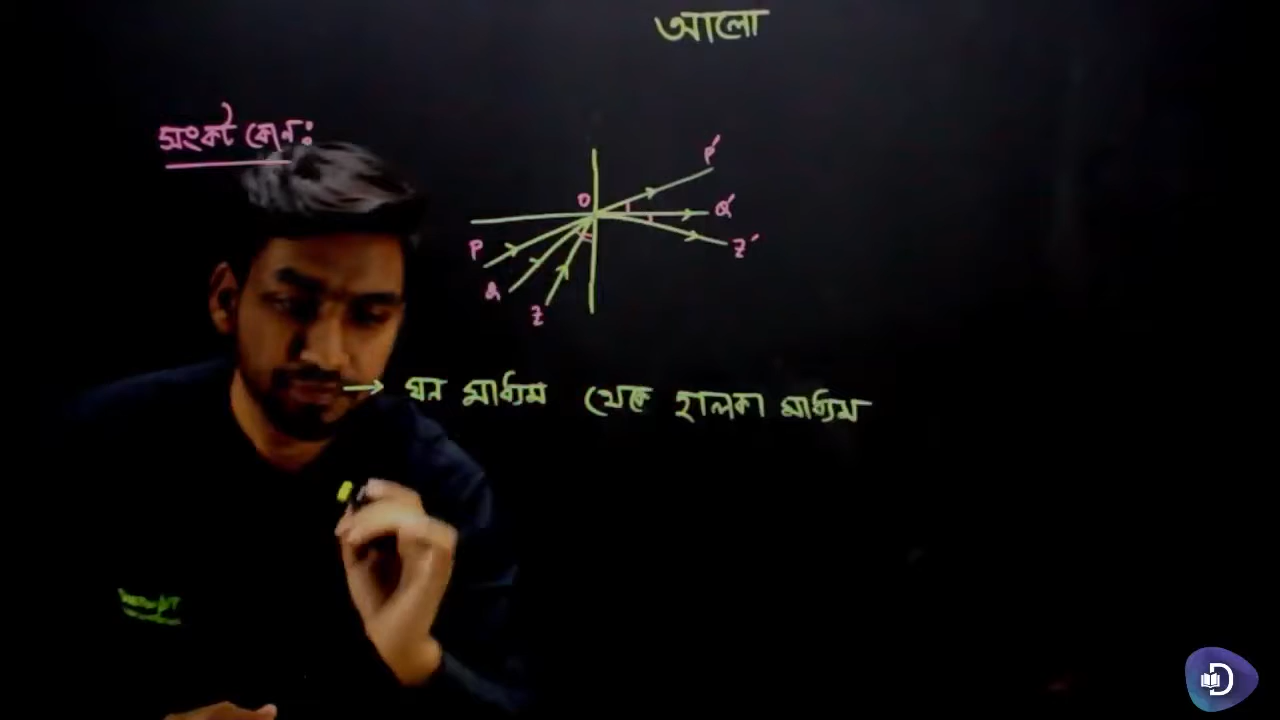 আলো
সংকট কোন:
P'
O
Q'
P
Z'
Q
Z
→ ঘন মাধ্যম থেকে হালকা মাধ্যম